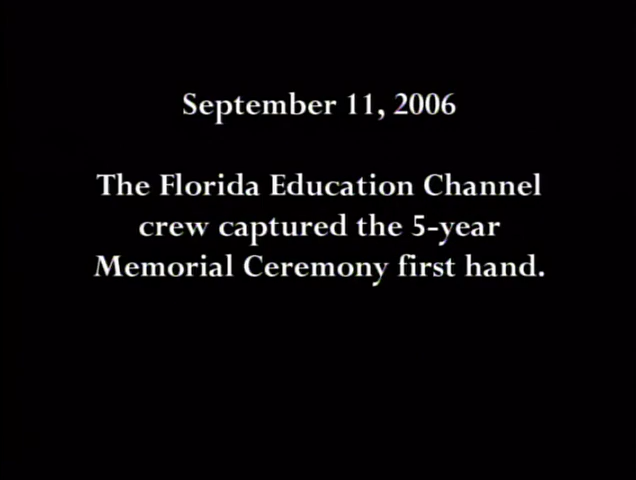 September 11, 2006
The Florida Education Channel
crew captured the 5-year
Memorial Ceremony first hand.